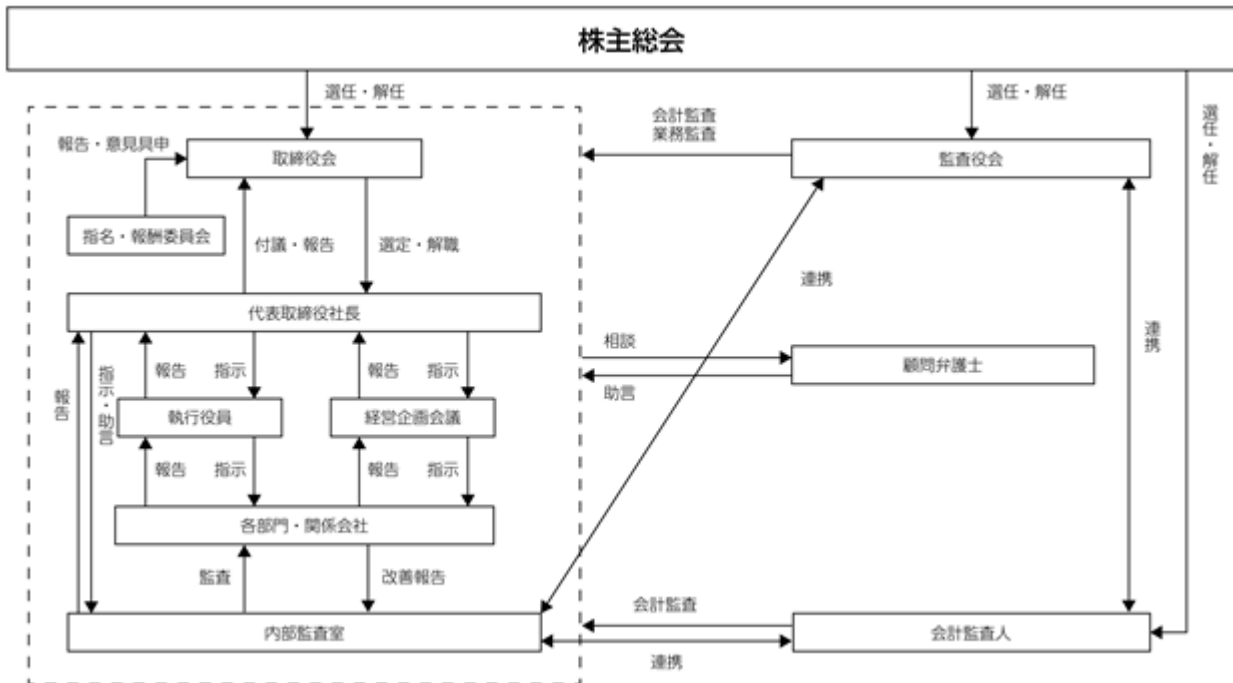 株主総会
選任・解任
選任・解任
選任・解任
会計監査
業務監査
報告・意見具申
取締役会
監査役会
指名・報酬委員会
付議・報告
選定・解職
連携
代表取締役社長
連携
相談
顧問弁護士
助言
報告
指示・助言
報告
指示
報告
指示
執行役員
経営企画会議
報告
指示
報告
指示
各部門・関係会社
監査
改善報告
会計監査
内部監査室
会計監査人
連携